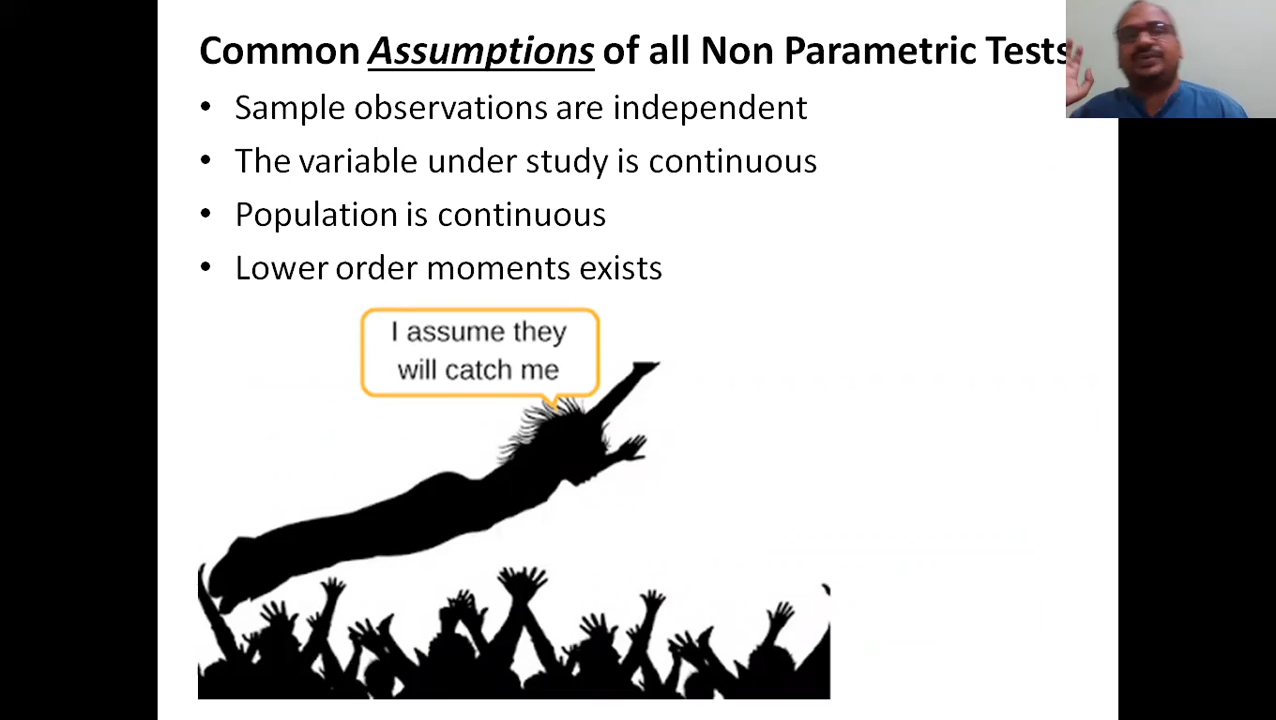 Common Assumptions of all Non Parametric Tests
• Sample observations are independent
• The variable under study is continuous
• Population is continuous
• Lower order moments exists
I assume they
will catch me